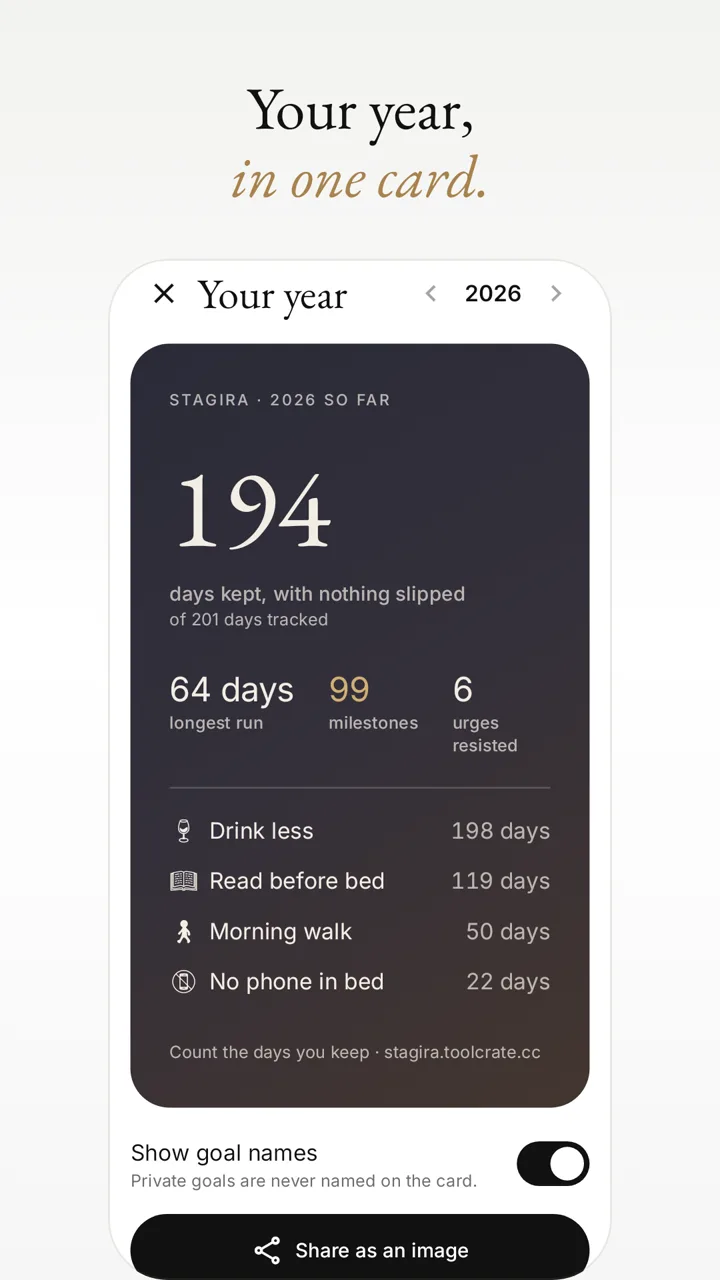 Your year,
in one card.
Your year
2026
STAGIRA · 2026 SO FAR
194
days kept, with nothing slipped
of 201 days tracked
64 days
longest run
99
milestones
6
urges
resisted
Drink less 198 days
Read before bed 119 days
Morning walk 50 days
No phone in bed 22 days
Count the days you keep · stagira.toolcrate.cc
Show goal names
Private goals are never named on the card.
Share as an image